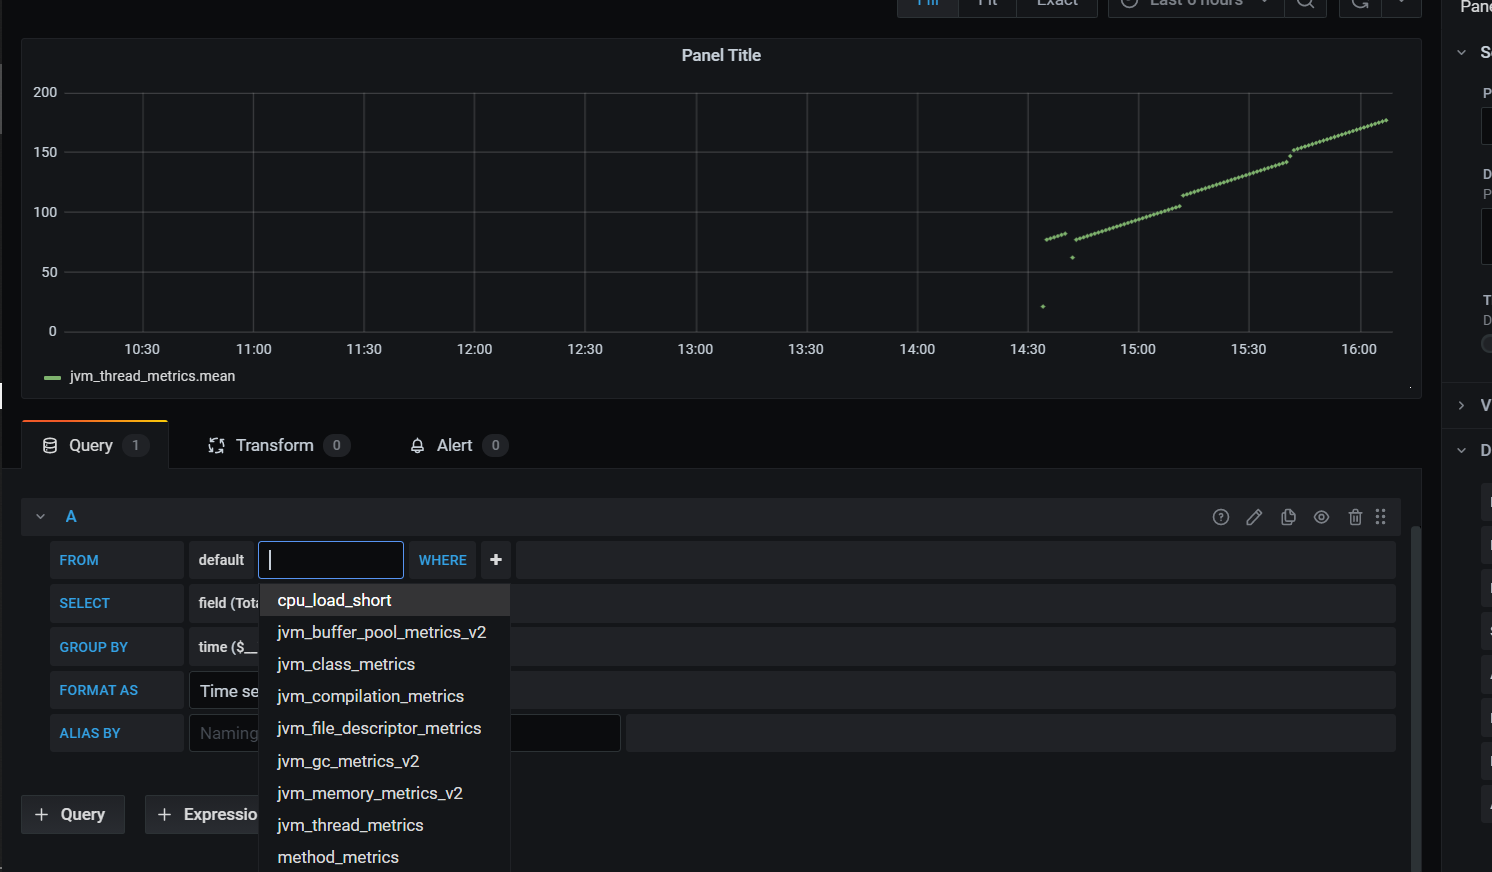 Fill Fit Exact Last 6 hours
Panel Title
200
150
100
50
0
10:30 11:00 11:30 12:00 12:30 13:00 13:30 14:00 14:30 15:00 15:30 16:00
jvm_thread_metrics.mean
Query 1 Transform 0 Alert 0
A
FROM default WHERE +
SELECT field (Tota
GROUP BY time ($__
FORMAT AS Time se
ALIAS BY Naming
cpu_load_short
jvm_buffer_pool_metrics_v2
jvm_class_metrics
jvm_compilation_metrics
jvm_file_descriptor_metrics
jvm_gc_metrics_v2
jvm_memory_metrics_v2
jvm_thread_metrics
method_metrics
+ Query + Expressio
Pane
S
P
D
P
T
D
V
D